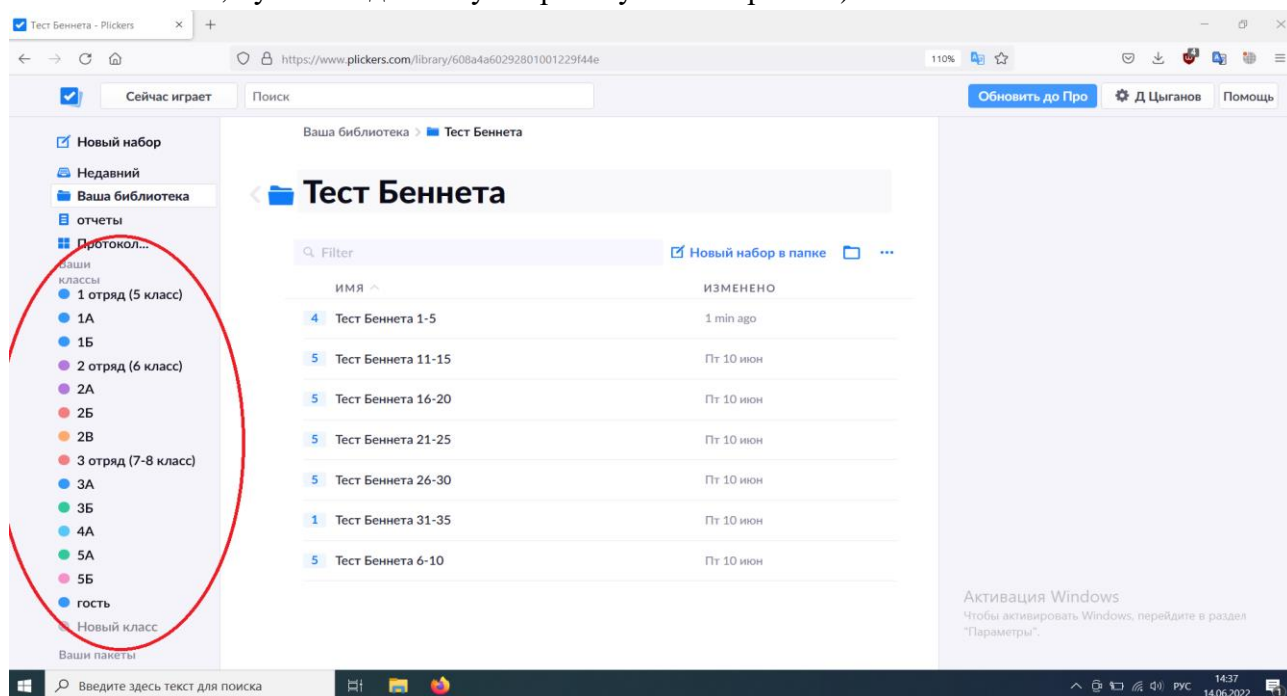 Тест Беннета - Plickers
https://www.plickers.com/library/608a4a60292801001229f44e
110%
Сейчас играет
Поиск
Обновить до Про
Д Цыганов
Помощь
Новый набор
Недавний
Ваша библиотека
отчеты
Протокол...
Ваши
классы
1 отряд (5 класс)
1А
1Б
2 отряд (6 класс)
2А
2Б
2В
3 отряд (7-8 класс)
3А
3Б
4А
5А
5Б
гость
Новый класс
Ваши пакеты
Ваша библиотека > Тест Беннета
Тест Беннета
Filter
Новый набор в папке
ИМЯ ИЗМЕНЕНО
4 Тест Беннета 1-5 1 min ago
5 Тест Беннета 11-15 Пт 10 июн
5 Тест Беннета 16-20 Пт 10 июн
5 Тест Беннета 21-25 Пт 10 июн
5 Тест Беннета 26-30 Пт 10 июн
1 Тест Беннета 31-35 Пт 10 июн
5 Тест Беннета 6-10 Пт 10 июн
Активация Windows
Чтобы активировать Windows, перейдите в раздел
"Параметры".
Введите здесь текст для поиска
РУС
14:37
14.06.2022